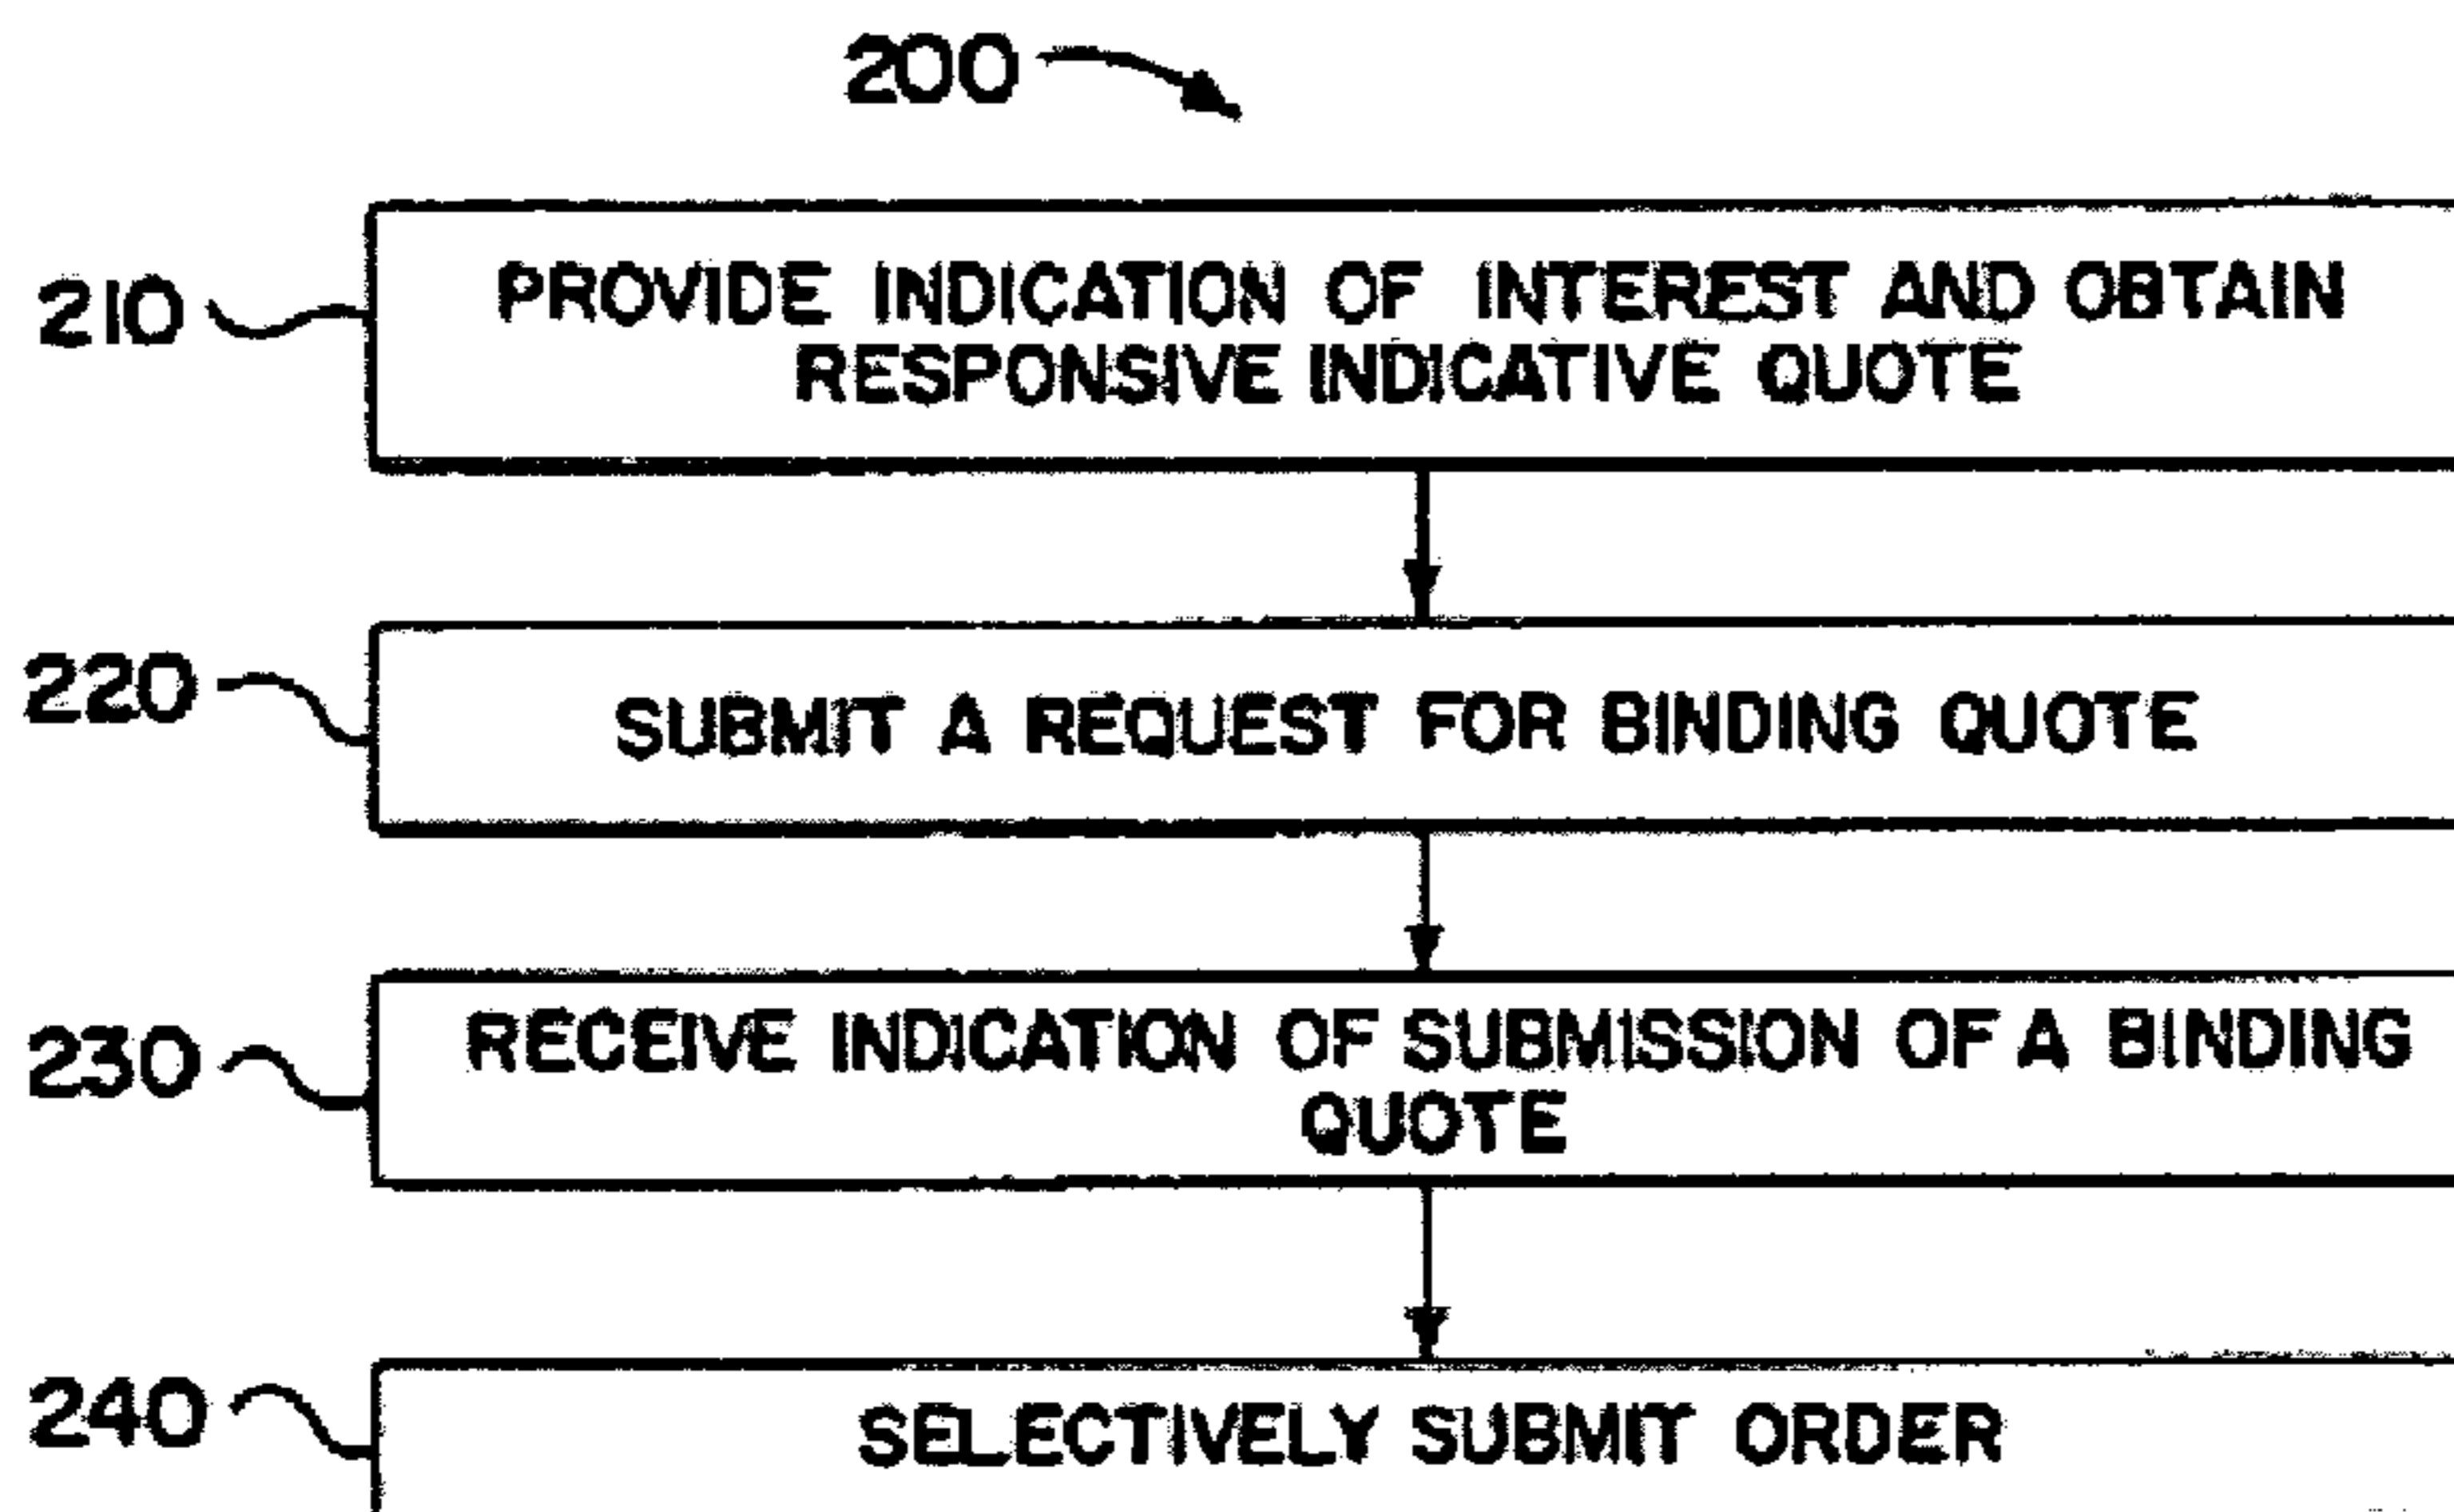 200
210
PROVIDE INDICATION OF INTEREST AND OBTAIN
RESPONSIVE INDICATIVE QUOTE
220
SUBMIT A REQUEST FOR BINDING QUOTE
230
RECEIVE INDICATION OF SUBMISSION OF A BINDING
QUOTE
240
SELECTIVELY SUBMIT ORDER